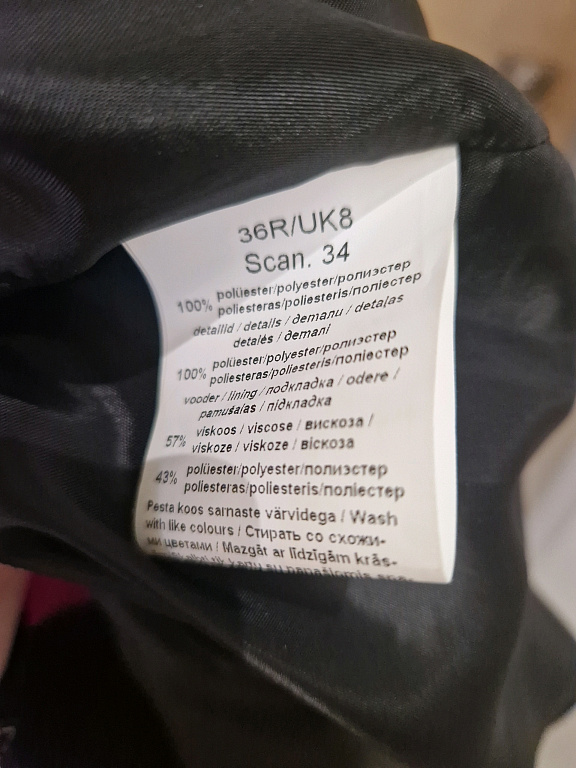 36R/UK8
Scan. 34
100% polüester/polyester/полиэстер
poliesteras/poliesteris/поліестер
detailid / details / детали / detaļas
detalės / деталі
100% polüester/polyester/полиэстер
poliesteras/poliesteris/поліестер
vooder / lining / подкладка / odere /
pamušalas / підкладка
57% viskoos / viscose / вискоза /
viskoze / viskoze / віскоза
43% polüester/polyester/полиэстер
poliesteras/poliesteris/поліестер
Pesta koos sarnaste värvidega / Wash
with like colours / Стирать со схожи-
ми цветами / Mazgāt ar līdzīgām krās-